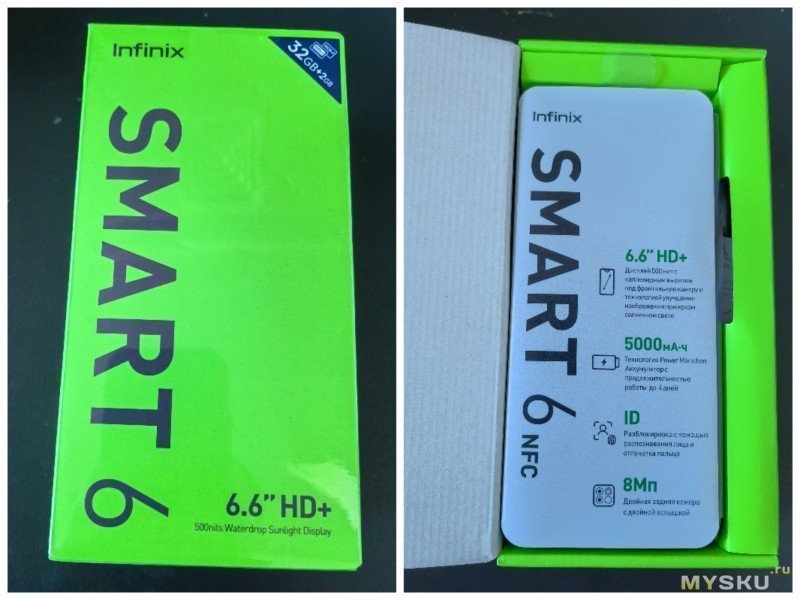 Infinix
32GB+2GB
SMART 6
6.6” HD+
500nits Waterdrop Sunlight Display
Infinix
SMART 6 NFC
6.6” HD+
Дисплей 500 нит с
каплевидным вырезом
под фронтальную камеру и
технологией улучшения
изображения при ярком
солнечном свете
5000мА·ч
Технология Power Marathon
Аккумулятор с
продолжительностью
работы до 4 дней
ID
Разблокировка с помощью
распознавания лица и
отпечатка пальца
8Мп
Двойная задняя камера
с двойной вспышкой
MYSKU.ru